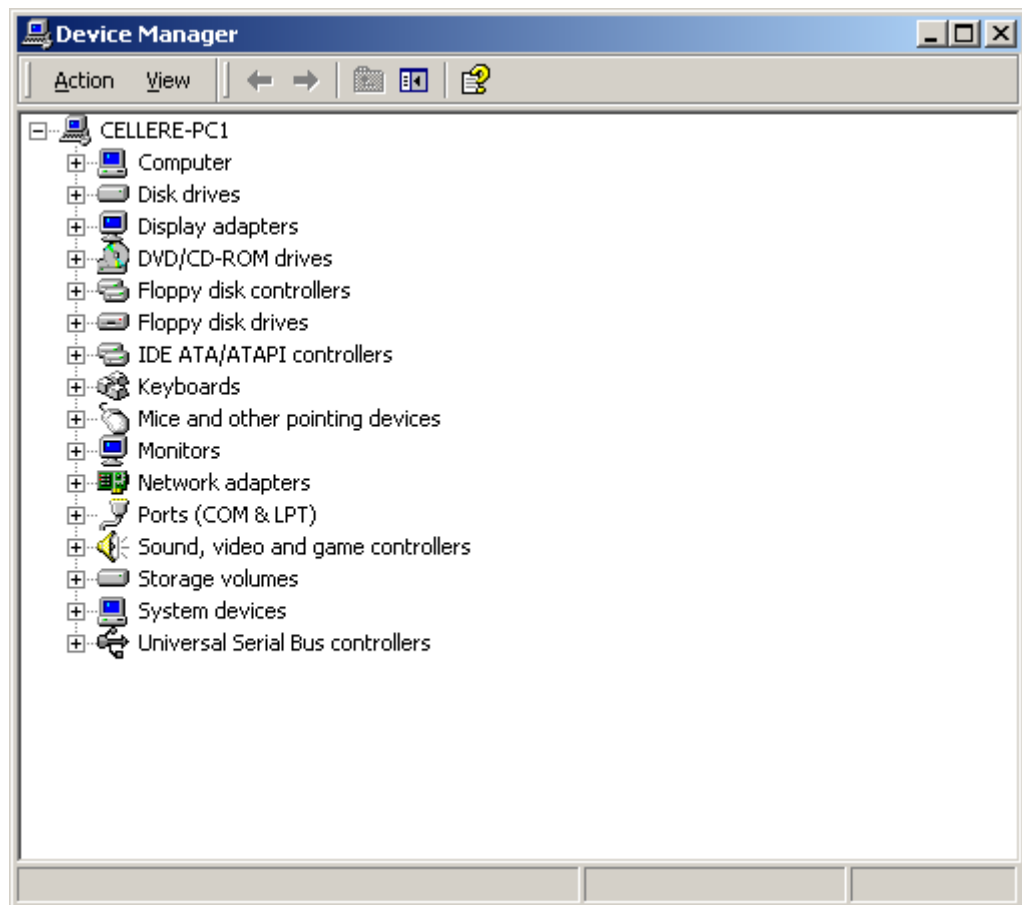 Device Manager
Action View
CELLERE-PC1
Computer
Disk drives
Display adapters
DVD/CD-ROM drives
Floppy disk controllers
Floppy disk drives
IDE ATA/ATAPI controllers
Keyboards
Mice and other pointing devices
Monitors
Network adapters
Ports (COM & LPT)
Sound, video and game controllers
Storage volumes
System devices
Universal Serial Bus controllers